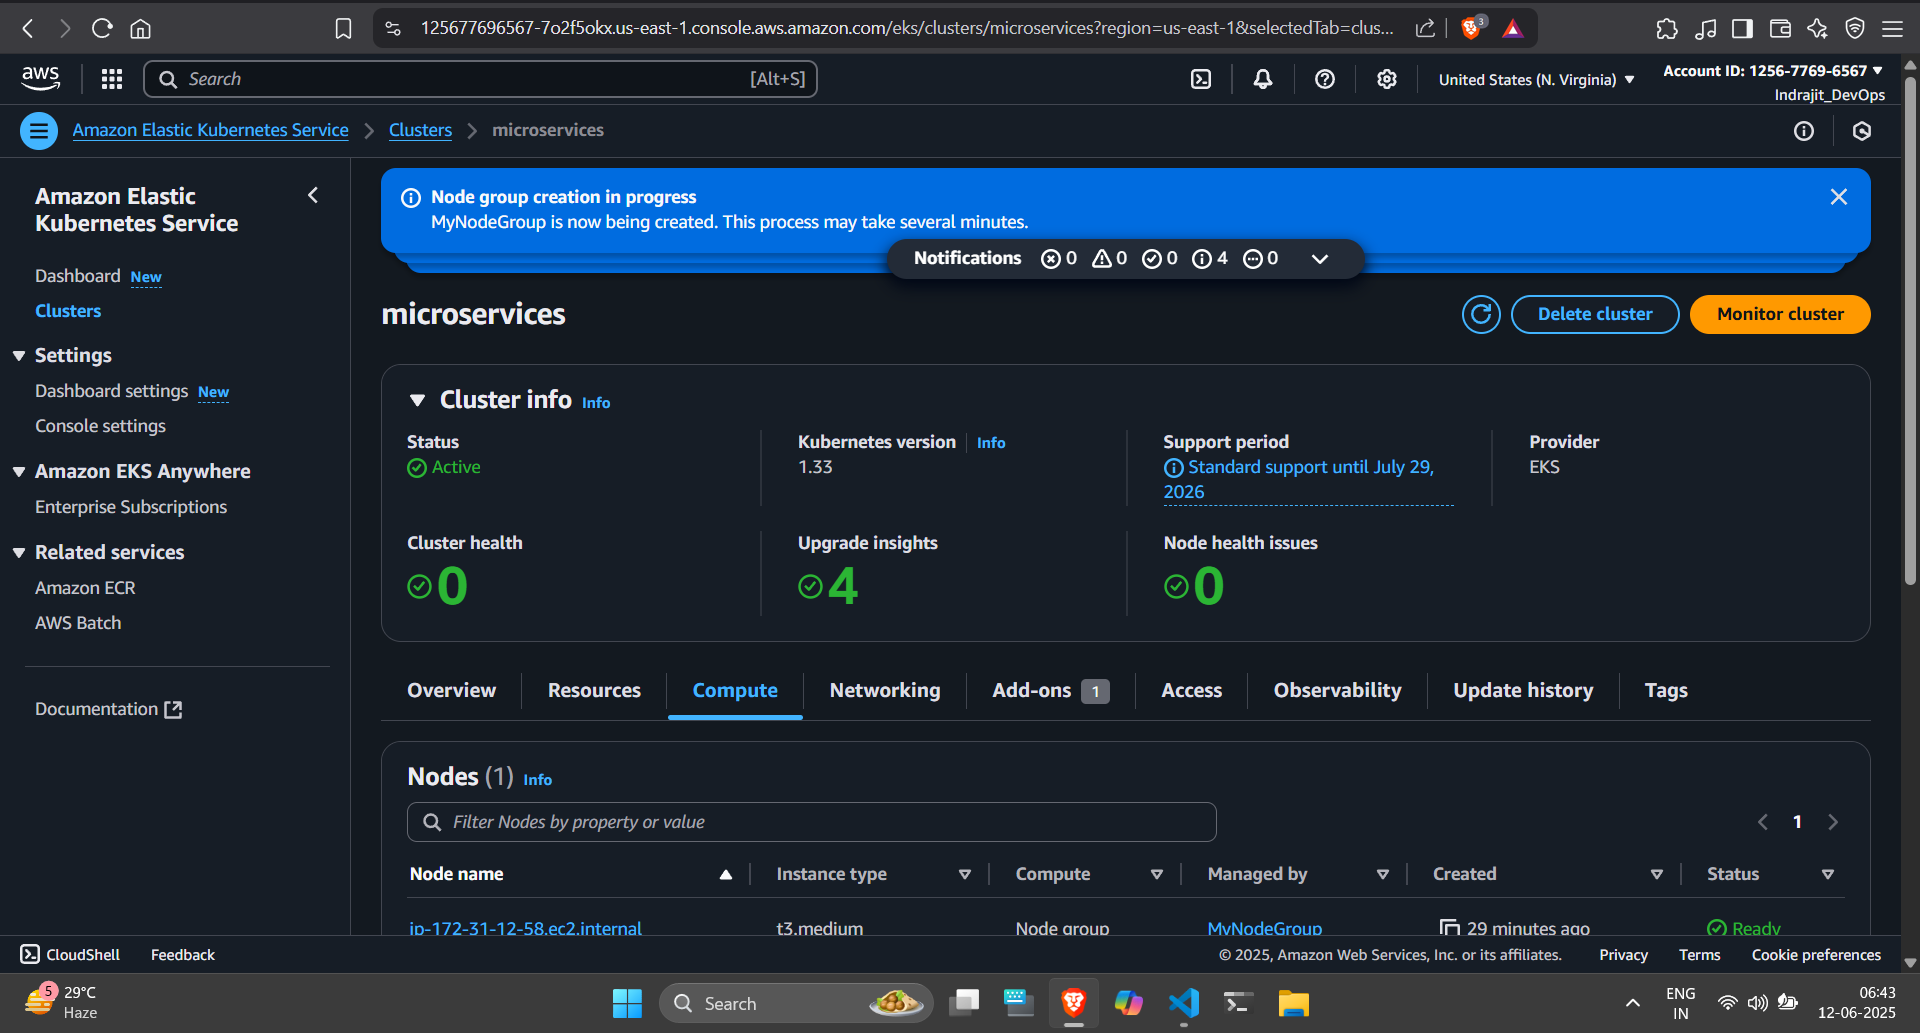 125677696567-7o2f5okx.us-east-1.console.aws.amazon.com/eks/clusters/microservices?region=us-east-1&selectedTab=clus...
3
aws
Search [Alt+S]
United States (N. Virginia)
Account ID: 1256-7769-6567
Indrajit_DevOps
Amazon Elastic Kubernetes Service
Clusters
microservices
Amazon Elastic
Kubernetes Service
Dashboard New
Clusters
Settings
Dashboard settings New
Console settings
Amazon EKS Anywhere
Enterprise Subscriptions
Related services
Amazon ECR
AWS Batch
Documentation
Node group creation in progress
MyNodeGroup is now being created. This process may take several minutes.
Notifications 0 0 0 4 0
microservices
Delete cluster
Monitor cluster
Cluster info Info
Status
Active
Kubernetes version Info
1.33
Support period
Standard support until July 29,
2026
Provider
EKS
Cluster health
0
Upgrade insights
4
Node health issues
0
Overview
Resources
Compute
Networking
Add-ons 1
Access
Observability
Update history
Tags
Nodes (1) Info
Filter Nodes by property or value
1
Node name
Instance type
Compute
Managed by
Created
Status
ip-172-31-12-58.ec2.internal
t3.medium
Node group
MyNodeGroup
29 minutes ago
Ready
CloudShell
Feedback
© 2025, Amazon Web Services, Inc. or its affiliates.
Privacy
Terms
Cookie preferences
5
29°C
Haze
Search
ENG
IN
06:43
12-06-2025